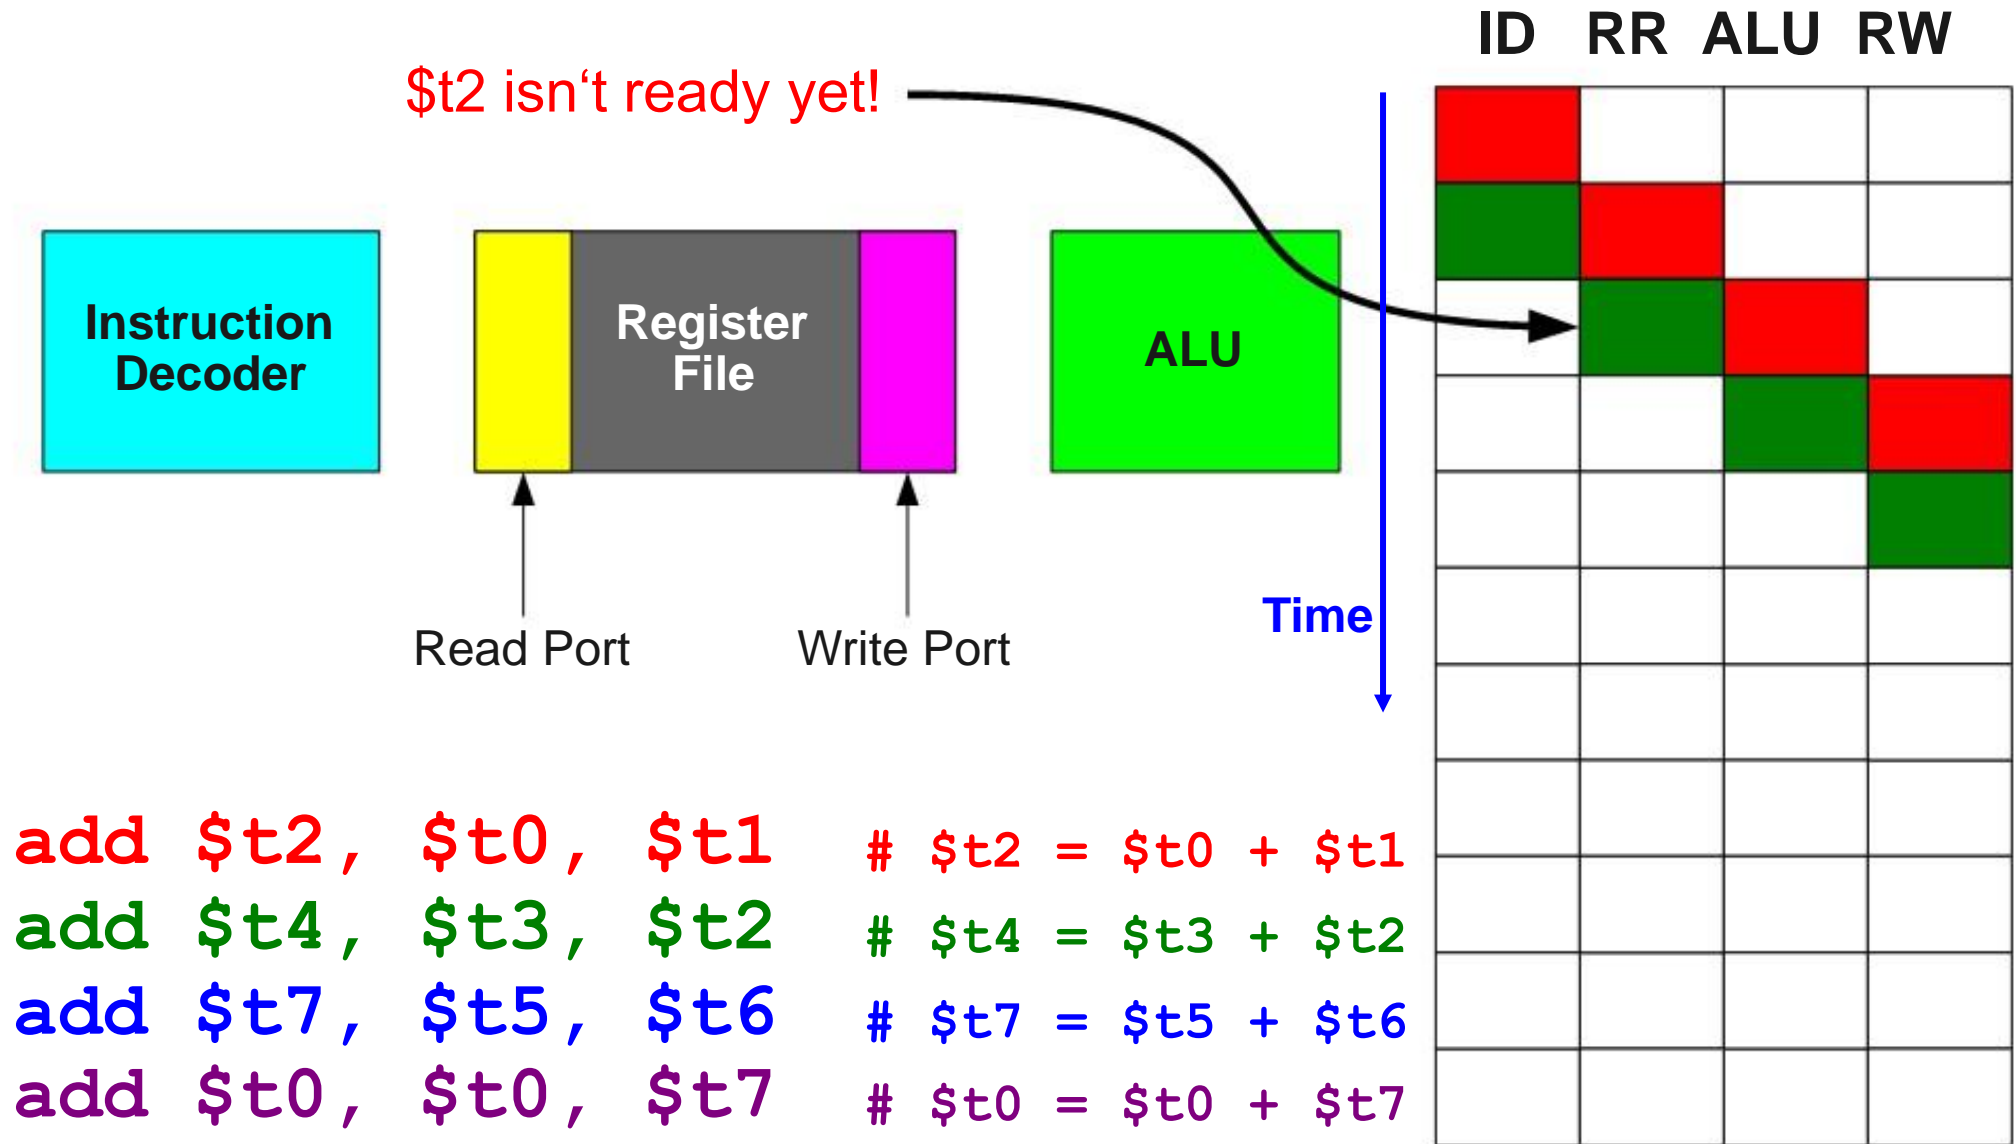 ID RR ALU RW
$t2 isn‘t ready yet!
Instruction
Decoder
Register
File
ALU
Time
Read Port
Write Port
add $t2, $t0, $t1 # $t2 = $t0 + $t1
add $t4, $t3, $t2 # $t4 = $t3 + $t2
add $t7, $t5, $t6 # $t7 = $t5 + $t6
add $t0, $t0, $t7 # $t0 = $t0 + $t7